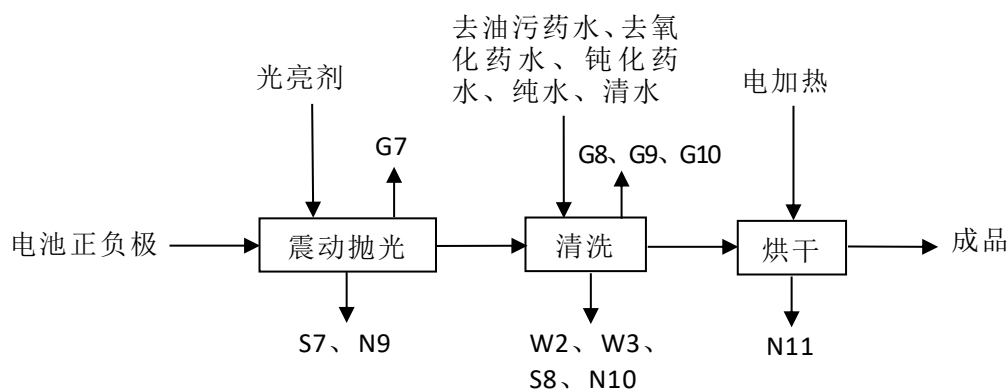 去油污药水、去氧
化药水、钝化药
水、纯水、清水
光亮剂
电加热
G7
G8、G9、G10
电池正负极
震动抛光
清洗
烘干
成品
S7、N9
W2、W3、
S8、N10
N11